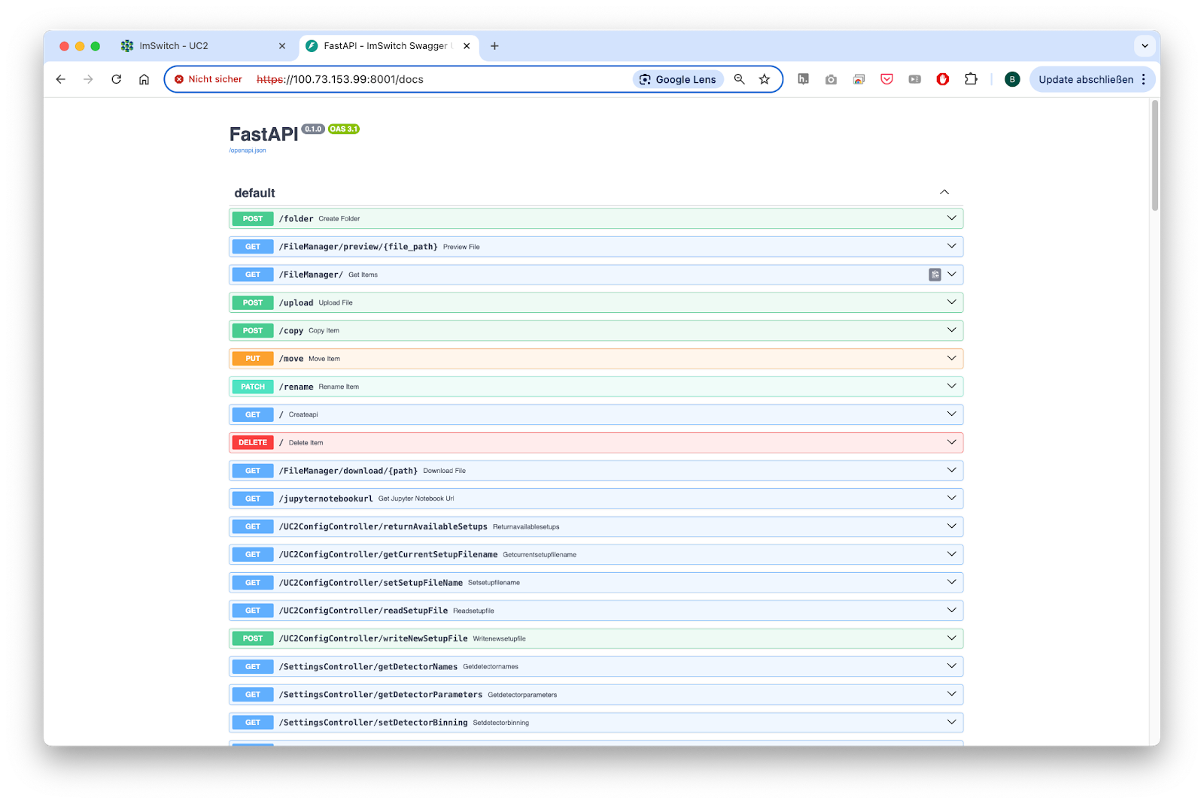 ImSwitch - UC2
FastAPI - ImSwitch Swagger
Nicht sicher
https://100.73.153.99:8001/docs
Google Lens
B
Update abschließen
FastAPI 0.1.0 OAS 3.1
/openapi.json
default
POST /folder Create Folder
GET /FileManager/preview/{file_path} Preview File
GET /FileManager/ Get Items
POST /upload Upload File
POST /copy Copy Item
PUT /move Move Item
PATCH /rename Rename Item
GET / Createapi
DELETE / Delete Item
GET /FileManager/download/{path} Download File
GET /jupyternotebookurl Get Jupyter Notebook Url
GET /UC2ConfigController/returnAvailableSetups Returnavailablesetups
GET /UC2ConfigController/getCurrentSetupFilename Getcurrentsetupfilename
GET /UC2ConfigController/setSetupFileName Setsetupfilename
GET /UC2ConfigController/readSetupFile Readsetupfile
POST /UC2ConfigController/writeNewSetupFile Writenewsetupfile
GET /SettingsController/getDetectorNames Getdetectornames
GET /SettingsController/getDetectorParameters Getdetectorparameters
GET /SettingsController/setDetectorBinning Setdetectorbinning